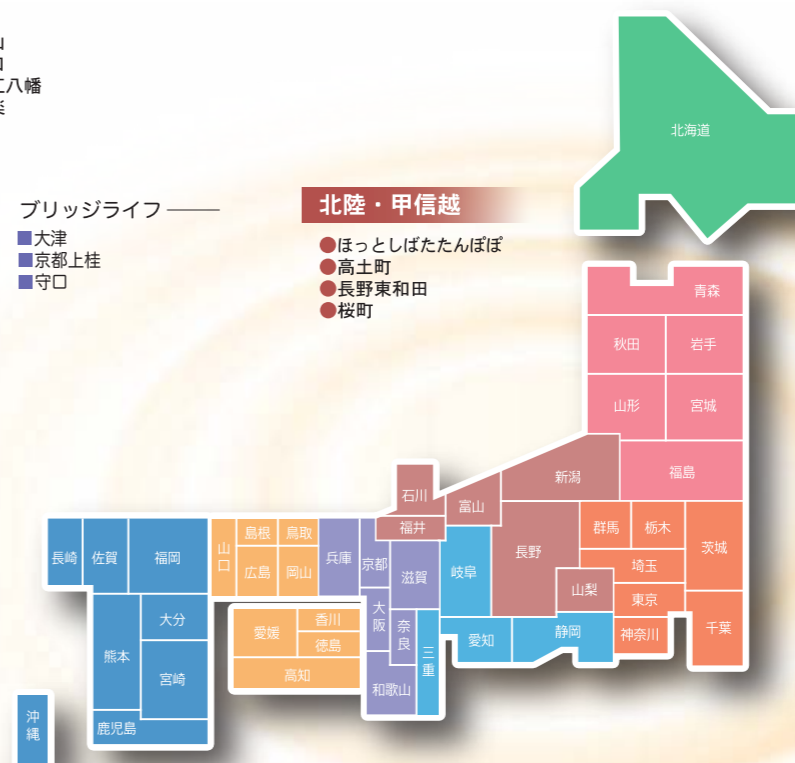 山
口
江八幡
楽
ブリッジライフ
■大津
■京都上桂
■守口
北陸・甲信越
●ほっとしばたたんぽぽ
●高土町
●長野東和田
●桜町
北海道
青森
秋田
岩手
山形
宮城
福島
新潟
石川
富山
福井
長野
山梨
群馬
栃木
茨城
埼玉
東京
神奈川
千葉
岐阜
愛知
静岡
三重
滋賀
京都
兵庫
大阪
奈良
和歌山
鳥取
島根
岡山
広島
山口
香川
愛媛
徳島
高知
福岡
佐賀
長崎
大分
熊本
宮崎
鹿児島
沖縄